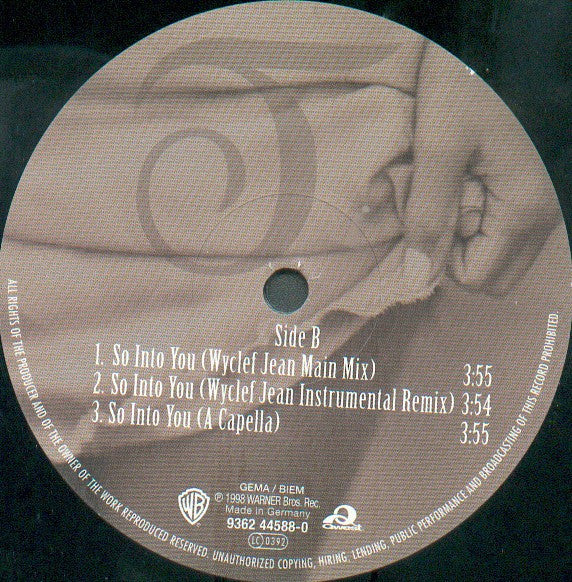 T
Side B
1. So Into You (Wyclef Jean Main Mix) 3:55
2. So Into You (Wyclef Jean Instrumental Remix) 3:54
3. So Into You (A Capella) 3:55
GEMA / BIEM
℗ 1998 WARNER Bros. Rec.
Made in Germany
9362 44588-0
LC 0392
WB
Qwest
ALL RIGHTS OF THE PRODUCER AND OF THE OWNER OF THE WORK REPRODUCED RESERVED. UNAUTHORIZED COPYING, HIRING, LENDING, PUBLIC PERFORMANCE AND BROADCASTING OF THIS RECORD PROHIBITED.